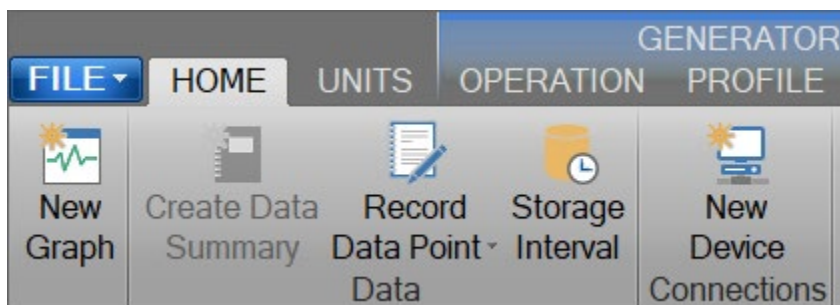 GENERATOR
FILE HOME UNITS OPERATION PROFILE
New Graph
Create Data Summary
Record Data Point
Storage Interval
New Device
Data
Connections